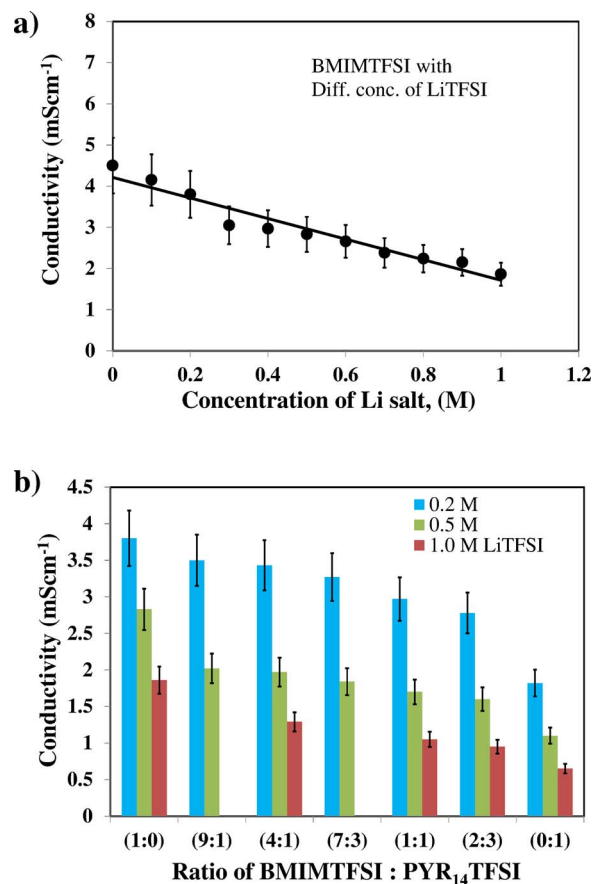 a)
8
7
6
5
4
3
2
1
0
Conductivity (mScm⁻¹)
BMIMTFSI with
Diff. conc. of LiTFSI
0 0.2 0.4 0.6 0.8 1 1.2
Concentration of Li salt, (M)
b)
4.5
4
3.5
3
2.5
2
1.5
1
0.5
0
Conductivity (mScm⁻¹)
0.2 M
0.5 M
1.0 M LiTFSI
(1:0) (9:1) (4:1) (7:3) (1:1) (2:3) (0:1)
Ratio of BMIMTFSI : PYR₁₄TFSI